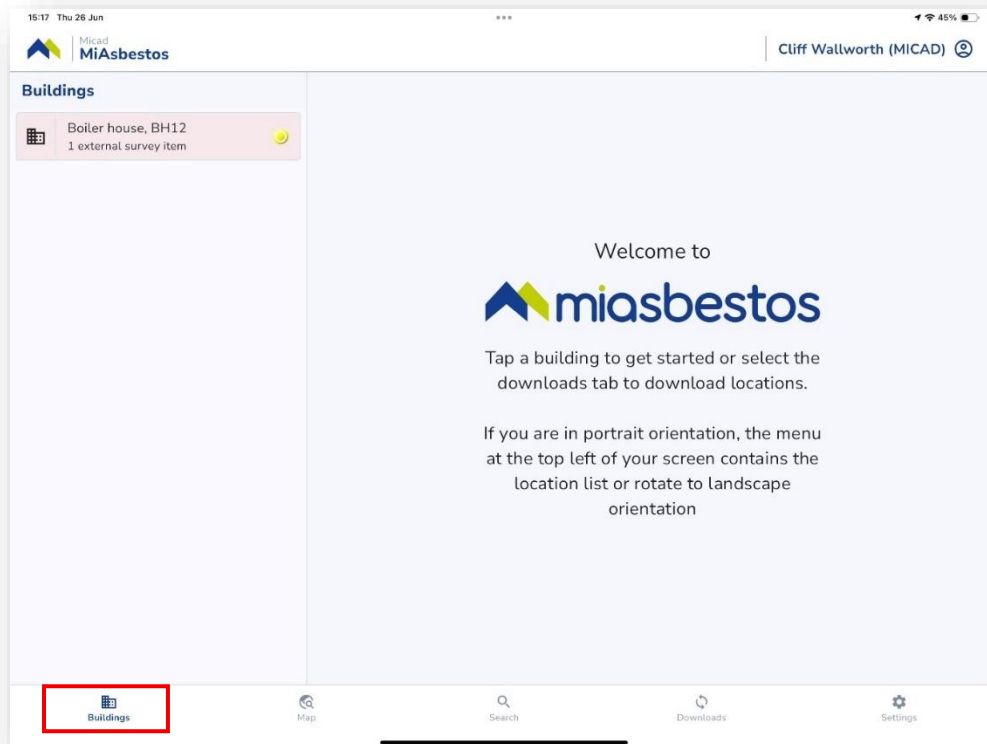 15:17 Thu 26 Jun
45%
Micad
MiAsbestos
Cliff Wallworth (MICAD)
Buildings
Boiler house, BH12
1 external survey item
Welcome to
miasbestos
Tap a building to get started or select the
downloads tab to download locations.
If you are in portrait orientation, the menu
at the top left of your screen contains the
location list or rotate to landscape
orientation
Buildings
Map
Search
Downloads
Settings